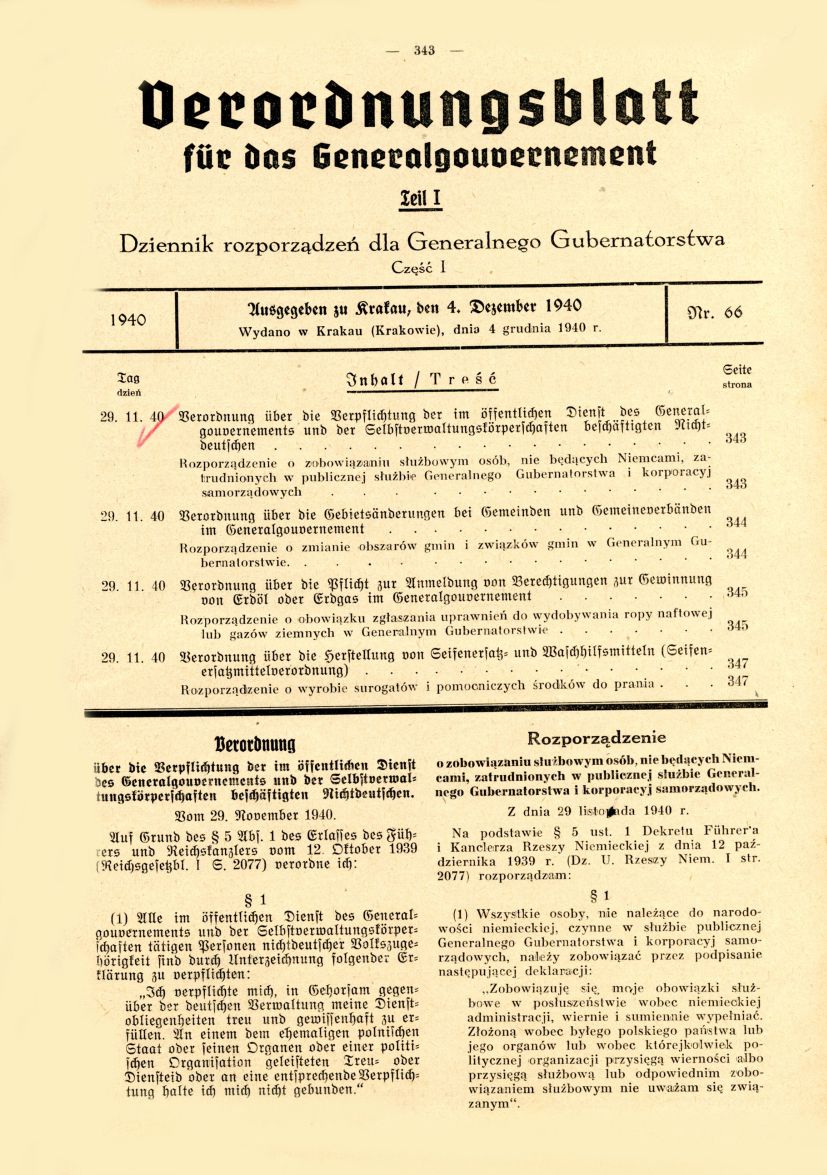 — 343 —
Verordnungsblatt
für das Generalgouvernement
Teil I
Dziennik rozporządzeń dla Generalnego Gubernatorstwa
Część I
1940
Ausgegeben zu Krakau, den 4. Dezember 1940
Wydano w Krakau (Krakowie), dnia 4 grudnia 1940 r.
Nr. 66
Tag
dzień
Inhalt / Treść
Seite
strona
29. 11. 40 Verordnung über die Verpflichtung der im öffentlichen Dienst des General-
gouvernements und der Selbstverwaltungskörperschaften beschäftigten Nicht-
deutschen . . . . . . . . . . . . . . . . . 343
Rozporządzenie o zobowiązaniu służbowym osób, nie będących Niemcami, za-
trudnionych w publicznej służbie Generalnego Gubernatorstwa i korporacyj
samorządowych . . . . . . . . . . . . . . . 343
29. 11. 40 Verordnung über die Gebietsänderungen bei Gemeinden und Gemeindeverbänden
im Generalgouvernement . . . . . . . . . . . . . 344
Rozporządzenie o zmianie obszarów gmin i związków gmin w Generalnym Gu-
bernatorstwie. . . . . . . . . . . . . . . . 344
29. 11. 40 Verordnung über die Pflicht zur Anmeldung von Berechtigungen zur Gewinnung
von Erdöl oder Erdgas im Generalgouvernement . . . . . . 345
Rozporządzenie o obowiązku zgłaszania uprawnień do wydobywania ropy naftowej
lub gazów ziemnych w Generalnym Gubernatorstwie . . . . . . 345
29. 11. 40 Verordnung über die Herstellung von Seifenersatz- und Waschhilfsmitteln (Seifen-
ersatzmittelverordnung) . . . . . . . . . . . . . 347
Rozporządzenie o wyrobie surogatów i pomocniczych środków do prania . . . 347
Verordnung
über die Verpflichtung der im öffentlichen Dienst
des Generalgouvernements und der Selbstverwal-
tungskörperschaften beschäftigten Nichtdeutschen.
Vom 29. November 1940.
Auf Grund des § 5 Abs. 1 des Erlasses des Füh-
rers und Reichskanzlers vom 12. Oktober 1939
(Reichsgesetzbl. I S. 2077) verordne ich:
§ 1
(1) Alle im öffentlichen Dienst des General-
gouvernements und der Selbstverwaltungskörper-
schaften tätigen Personen nichtdeutscher Volkszuge-
hörigkeit sind durch Unterzeichnung folgender Er-
klärung zu verpflichten:
„Ich verpflichte mich, in Gehorsam gegen-
über der deutschen Verwaltung meine Dienst-
obliegenheiten treu und gewissenhaft zu er-
füllen. An einem dem ehemaligen polnischen
Staat oder seinen Organen oder einer politi-
schen Organisation geleisteten Treu- oder
Diensteid oder an eine entsprechende Verpflich-
tung halte ich mich nicht gebunden.“
Rozporządzenie
o zobowiązaniu służbowym osób, nie będących Niem-
cami, zatrudnionych w publicznej służbie General-
nego Gubernatorstwa i korporacyj samorządowych.
Z dnia 29 listopada 1940 r.
Na podstawie § 5 ust. 1 Dekretu Führer'a
i Kanclerza Rzeszy Niemieckiej z dnia 12 paź-
dziernika 1939 r. (Dz. U. Rzeszy Niem. I str.
2077) rozporządzam:
§ 1
(1) Wszystkie osoby, nie należące do narodo-
wości niemieckiej, czynne w służbie publicznej
Generalnego Gubernatorstwa i korporacyj samo-
rządowych, należy zobowiązać przez podpisanie
następującej deklaracji:
„Zobowiązuję się, moje obowiązki służ-
bowe w posłuszeństwie wobec niemieckiej
administracji, wiernie i sumiennie wypełniać.
Złożoną wobec byłego polskiego państwa lub
jego organów lub wobec którejkolwiek po-
litycznej organizacji przysięgą wierności albo
przysięgą służbową lub odpowiednim zobo-
wiązaniem służbowym nie uważam się zwią-
zanym“.